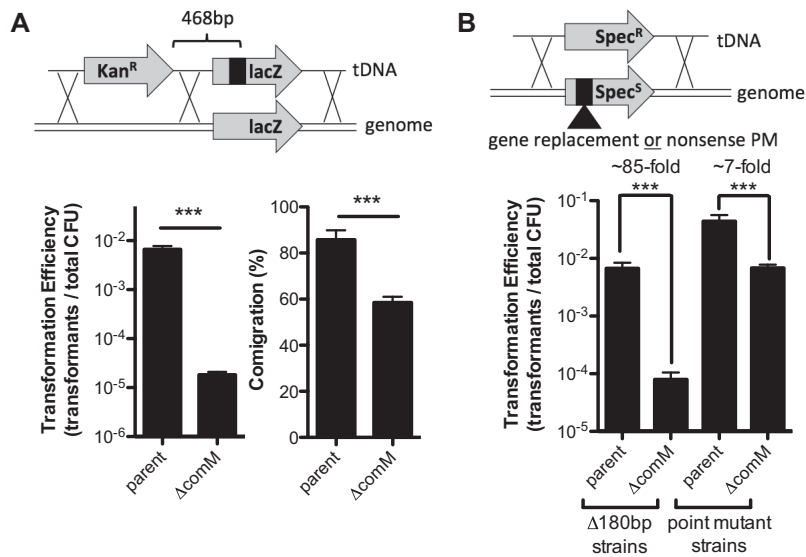 A
468bp
Kan^R
lacZ
tDNA
lacZ
genome
Transformation Efficiency
(transformants / total CFU)
10^-2
10^-3
10^-4
10^-5
10^-6
***
parent
ΔcomM
Comigration (%)
100
80
60
40
20
0
***
parent
ΔcomM
B
Spec^R
tDNA
Spec^S
genome
gene replacement or nonsense PM
~85-fold
~7-fold
***
***
Transformation Efficiency
(transformants / total CFU)
10^-1
10^-2
10^-3
10^-4
10^-5
parent
ΔcomM
parent
ΔcomM
Δ180bp
strains
point mutant
strains